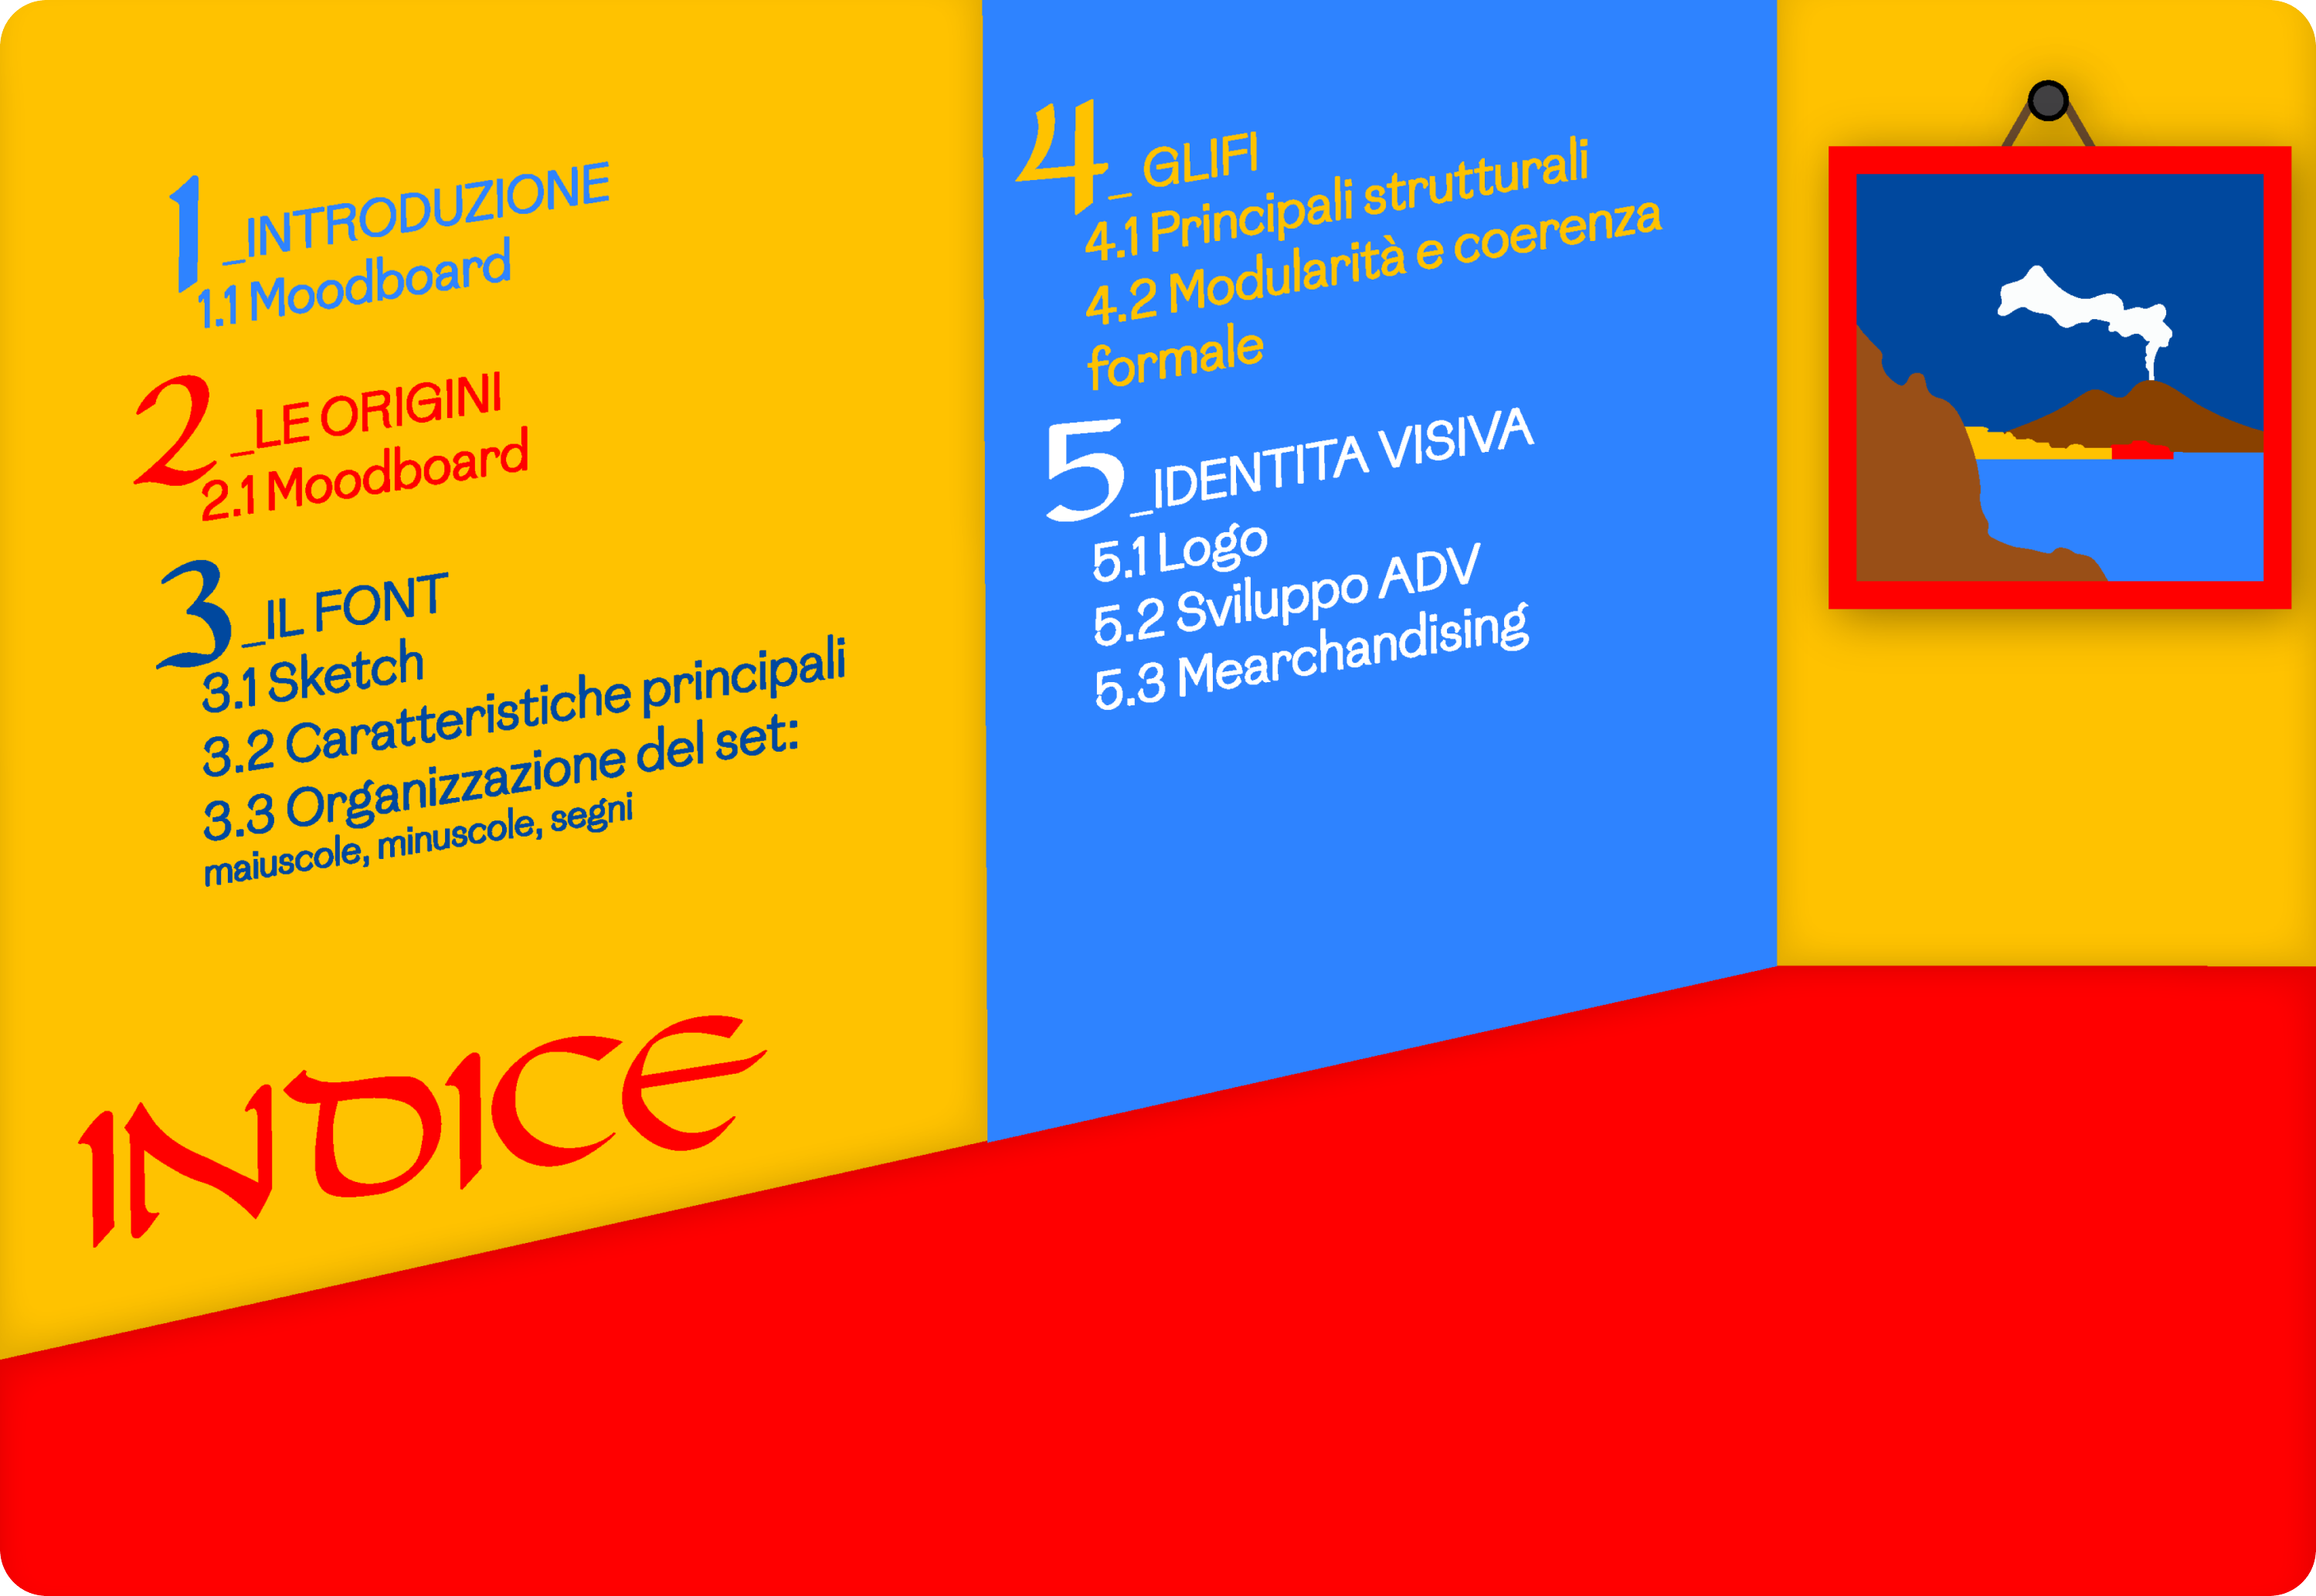 1_INTRODUZIONE
1.1 Moodboard
2_LE ORIGINI
2.1 Moodboard
3_IL FONT
3.1 Sketch
3.2 Caratteristiche principali
3.3 Organizzazione del set:
maiuscole, minuscole, segni
INDICE
4_ GLIFI
4.1 Principali strutturali
4.2 Modularità e coerenza
formale
5_IDENTITA VISIVA
5.1 Logo
5.2 Sviluppo ADV
5.3 Mearchandising